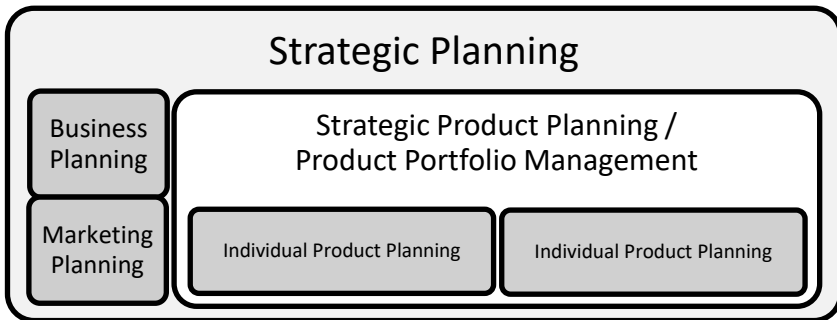 Strategic Planning
Business
Planning
Strategic Product Planning /
Product Portfolio Management
Marketing
Planning
Individual Product Planning
Individual Product Planning